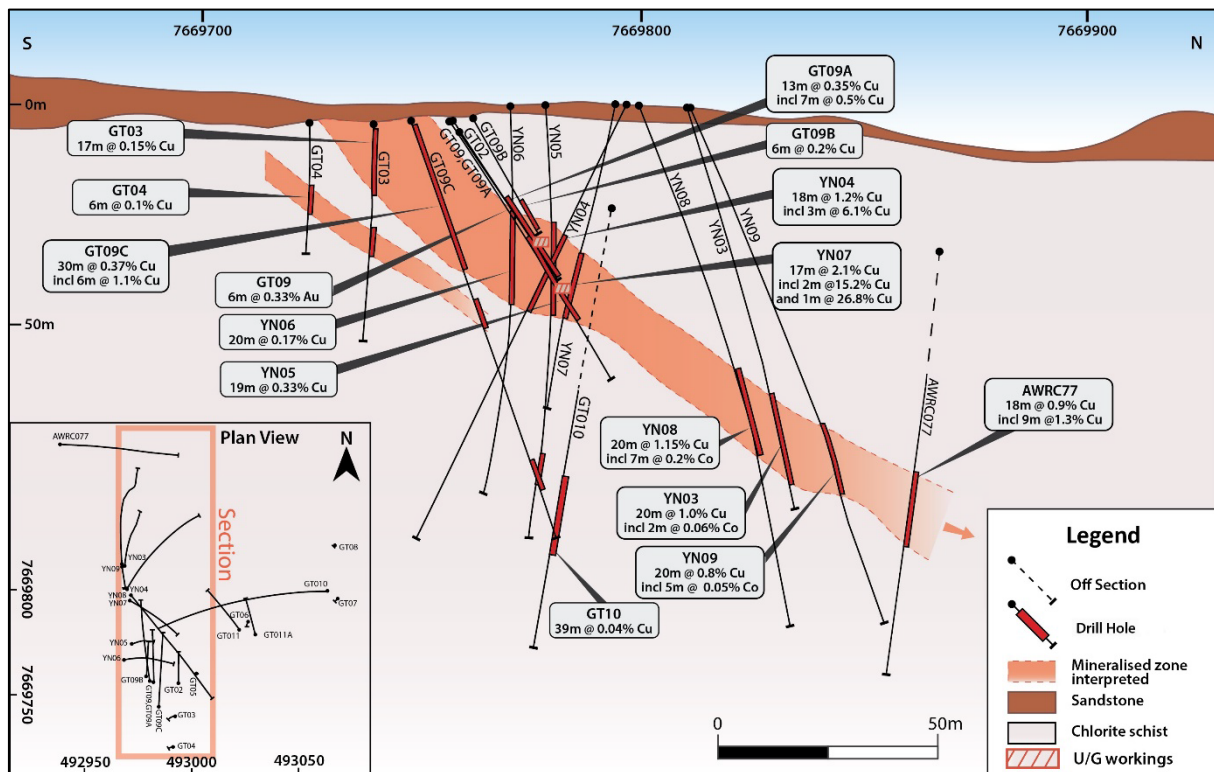 7669700
7669800
7669900
S
N
0m
50m
GT09A
13m @ 0.35% Cu
incl 7m @ 0.5% Cu
GT09B
6m @ 0.2% Cu
YN04
18m @ 1.2% Cu
incl 3m @ 6.1% Cu
YN07
17m @ 2.1% Cu
incl 2m @15.2% Cu
and 1m @ 26.8% Cu
GT03
17m @ 0.15% Cu
GT04
6m @ 0.1% Cu
GT09C
30m @ 0.37% Cu
incl 6m @ 1.1% Cu
GT09
6m @ 0.33% Au
YN06
20m @ 0.17% Cu
YN05
19m @ 0.33% Cu
GT04
GT03
GT09C
GT09,GT09A
GT02
GT09B
YN06
YN05
YN04
YN08
YN03
YN09
YN07
GT010
AWRC077
AWRC77
18m @ 0.9% Cu
incl 9m @1.3% Cu
YN08
20m @ 1.15% Cu
incl 7m @ 0.2% Co
YN03
20m @ 1.0% Cu
incl 2m @ 0.06% Co
YN09
20m @ 0.8% Cu
incl 5m @ 0.05% Co
GT10
39m @ 0.04% Cu
Plan View
N
AWRC077
Section
YN03
YN09
YN04
YN08
YN07
YN05
YN06
GT09B
GT09,GT09A
GT09C
GT02
GT05
GT03
GT04
GT010
GT011
GT06
GT011A
GT08
GT07
7669800
7669750
492950
493000
493050
0
50m
Legend
Off Section
Drill Hole
Mineralised zone
interpreted
Sandstone
Chlorite schist
U/G workings